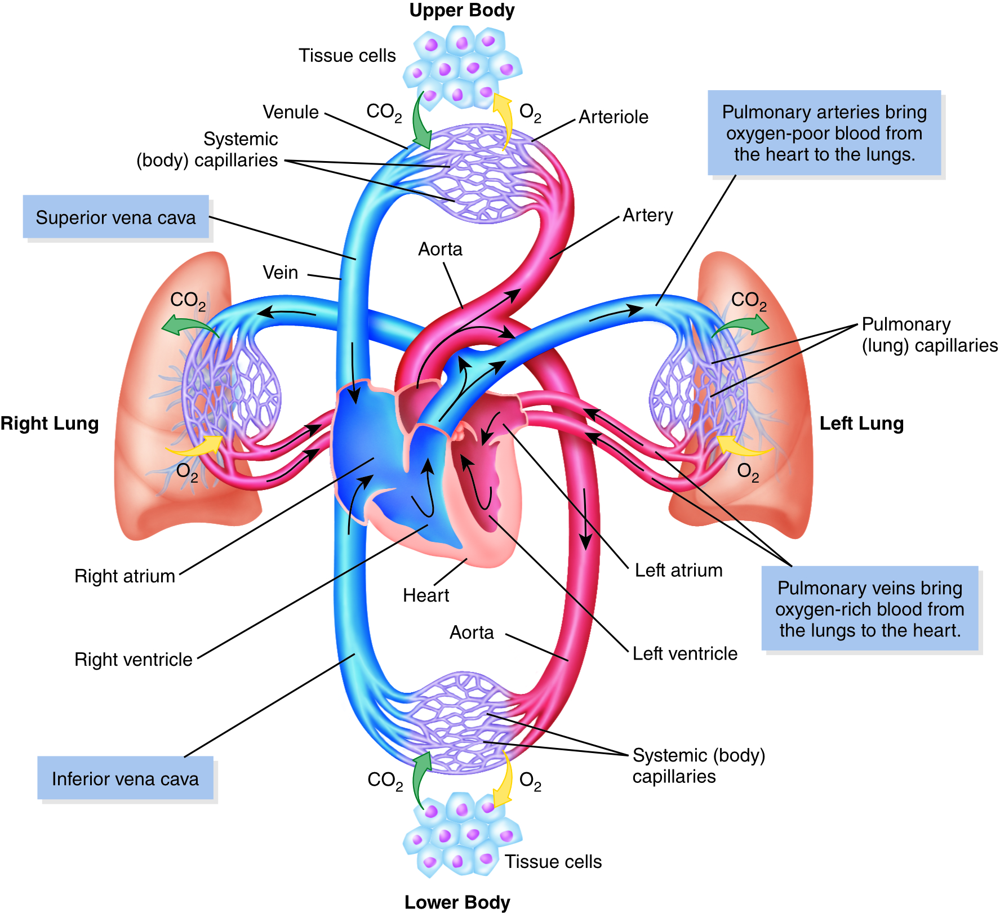 Upper Body
Tissue cells
Venule
CO2
O2
Arteriole
Systemic
(body) capillaries
Pulmonary arteries bring
oxygen-poor blood from
the heart to the lungs.
Superior vena cava
Artery
Aorta
Vein
CO2
CO2
Pulmonary
(lung) capillaries
Right Lung
Left Lung
O2
O2
Right atrium
Left atrium
Heart
Pulmonary veins bring
oxygen-rich blood from
the lungs to the heart.
Aorta
Right ventricle
Left ventricle
Inferior vena cava
Systemic (body)
capillaries
CO2
O2
Tissue cells
Lower Body